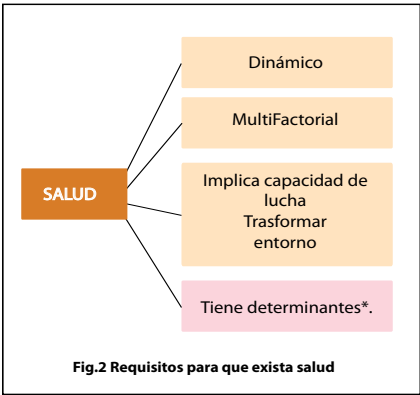 Dinámico
MultiFactorial
SALUD
Implica capacidad de
lucha
Trasformar
entorno
Tiene determinantes*.
Fig.2 Requisitos para que exista salud